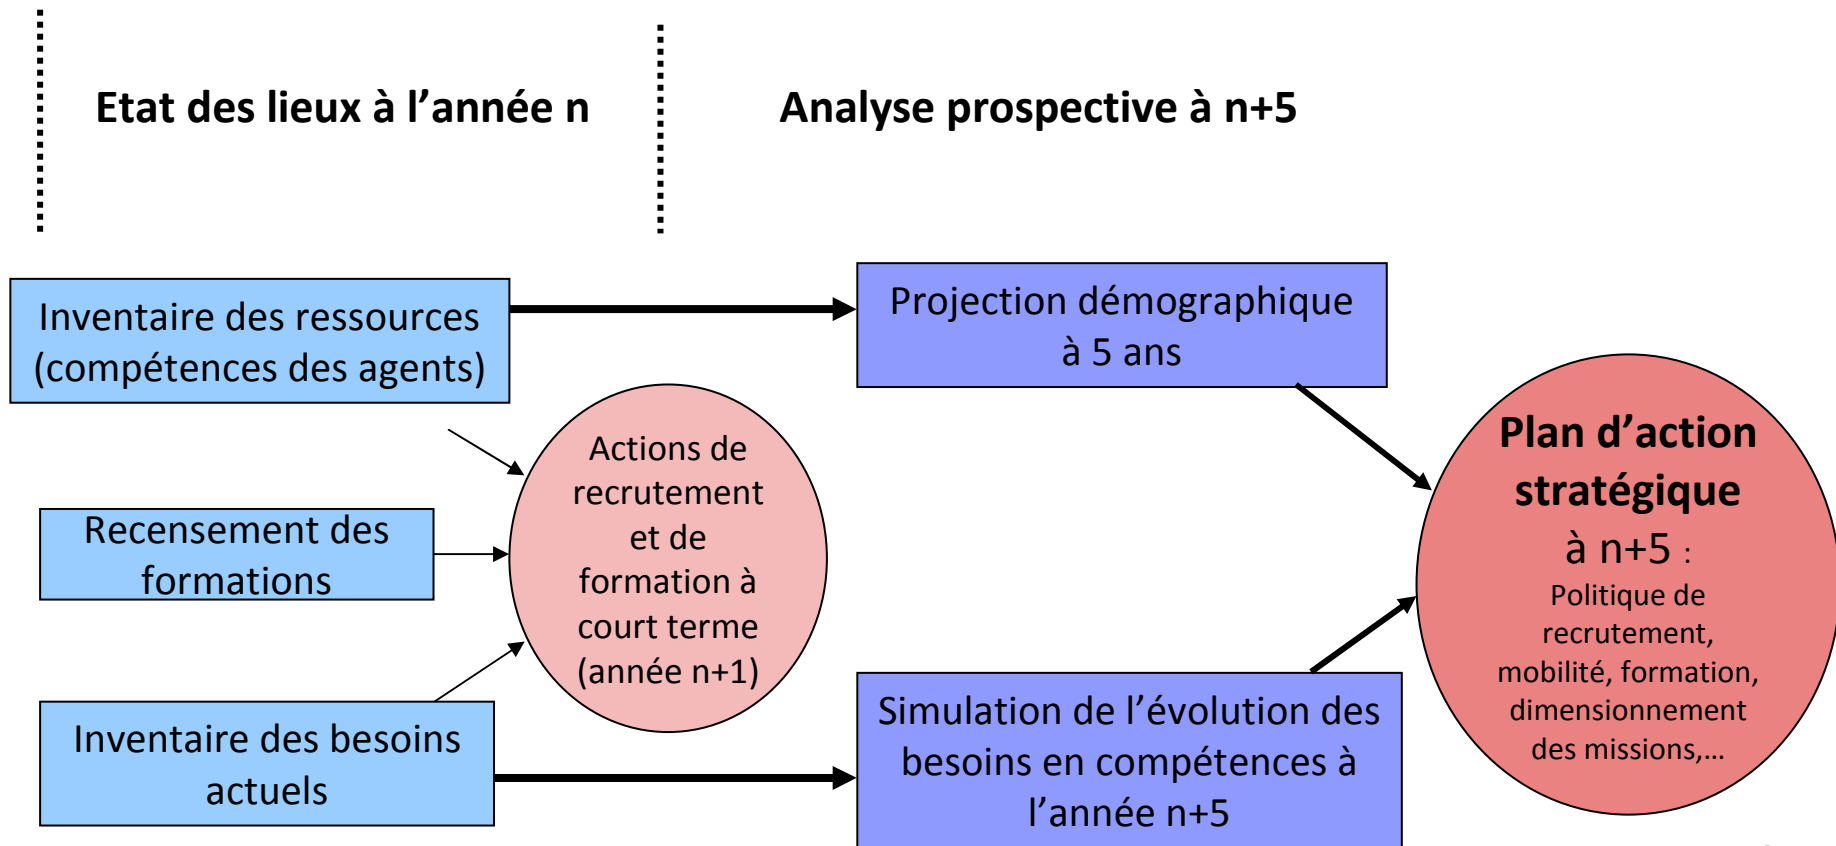 Etat des lieux à l’année n
Analyse prospective à n+5
Inventaire des ressources
(compétences des agents)
Projection démographique
à 5 ans
Recensement des
formations
Actions de
recrutement
et de
formation à
court terme
(année n+1)
Plan d’action
stratégique
à n+5 :
Politique de
recrutement,
mobilité, formation,
dimensionnement
des missions,…
Inventaire des besoins
actuels
Simulation de l’évolution des
besoins en compétences à
l’année n+5